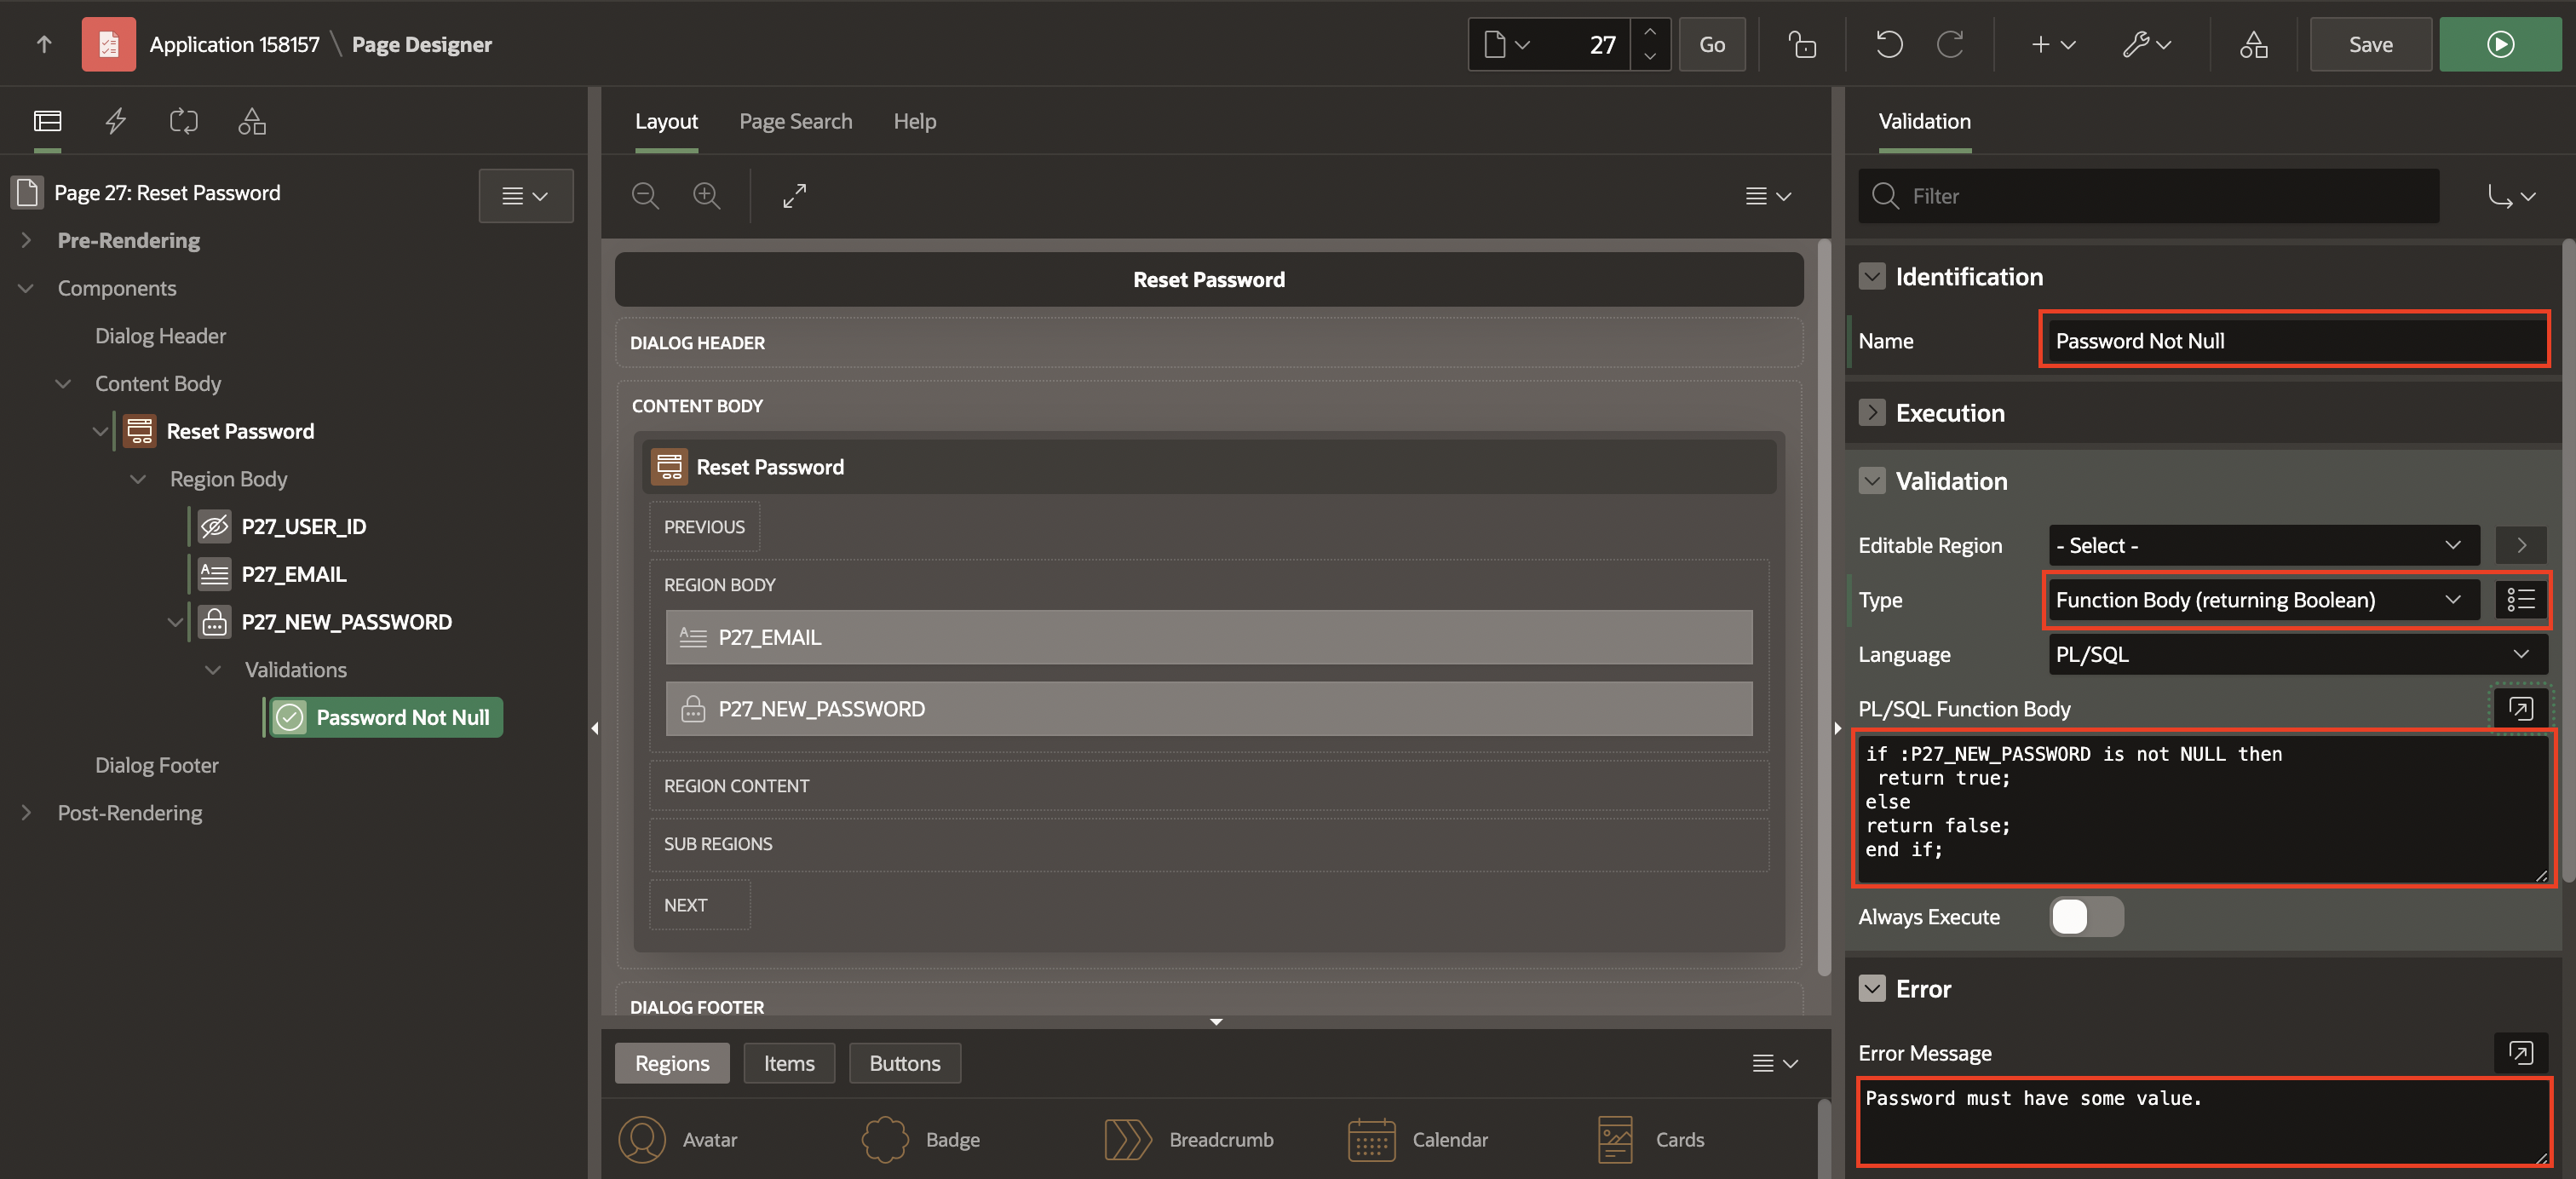 Application 158157 \ Page Designer
27
Go
Save
Page 27: Reset Password
Pre-Rendering
Components
Dialog Header
Content Body
Reset Password
Region Body
P27_USER_ID
P27_EMAIL
P27_NEW_PASSWORD
Validations
Password Not Null
Dialog Footer
Post-Rendering
Layout
Page Search
Help
Reset Password
DIALOG HEADER
CONTENT BODY
Reset Password
PREVIOUS
REGION BODY
P27_EMAIL
P27_NEW_PASSWORD
REGION CONTENT
SUB REGIONS
NEXT
DIALOG FOOTER
Regions
Items
Buttons
Avatar
Badge
Breadcrumb
Calendar
Cards
Validation
Filter
Identification
Name
Password Not Null
Execution
Validation
Editable Region
- Select -
Type
Function Body (returning Boolean)
Language
PL/SQL
PL/SQL Function Body
if :P27_NEW_PASSWORD is not NULL then
return true;
else
return false;
end if;
Always Execute
Error
Error Message
Password must have some value.